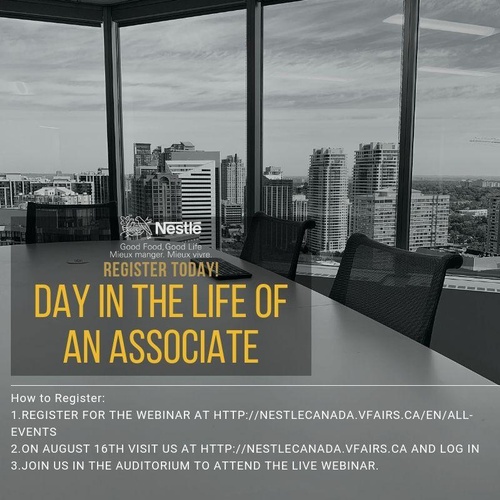 Nestlé
Good Food, Good Life
Mieux manger. Mieux vivre.
REGISTER TODAY!
DAY IN THE LIFE OF
AN ASSOCIATE
How to Register:
1.REGISTER FOR THE WEBINAR AT HTTP://NESTLECANADA.VFAIRS.CA/EN/ALL-
EVENTS
2.ON AUGUST 16TH VISIT US AT HTTP://NESTLECANADA.VFAIRS.CA AND LOG IN
3.JOIN US IN THE AUDITORIUM TO ATTEND THE LIVE WEBINAR.